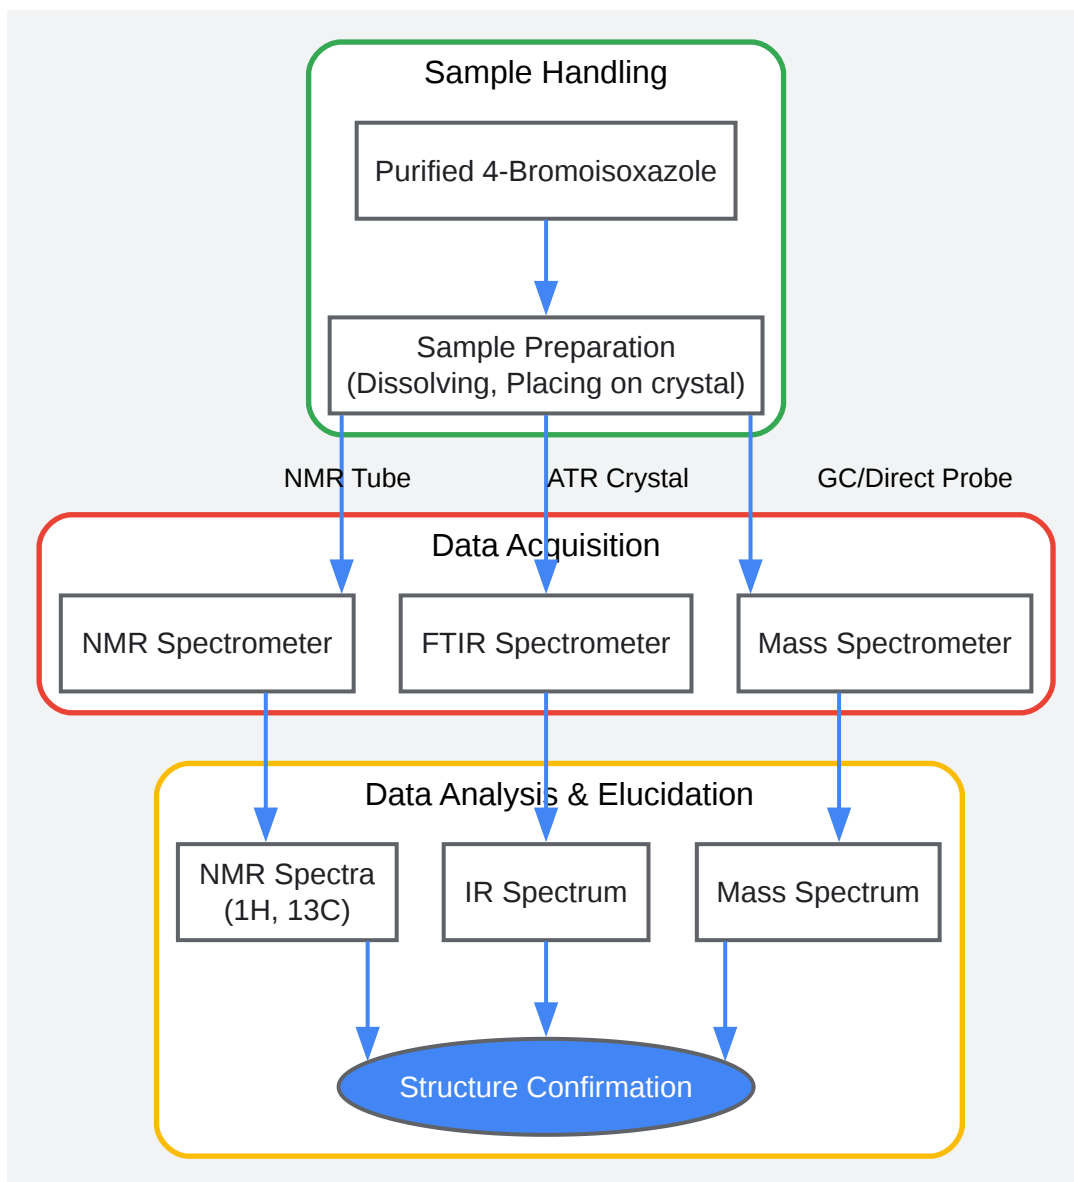 Sample Handling
Purified 4-Bromoisoxazole
Sample Preparation
(Dissolving, Placing on crystal)
NMR Tube
ATR Crystal
GC/Direct Probe
Data Acquisition
NMR Spectrometer
FTIR Spectrometer
Mass Spectrometer
Data Analysis & Elucidation
NMR Spectra
(1H, 13C)
IR Spectrum
Mass Spectrum
Structure Confirmation